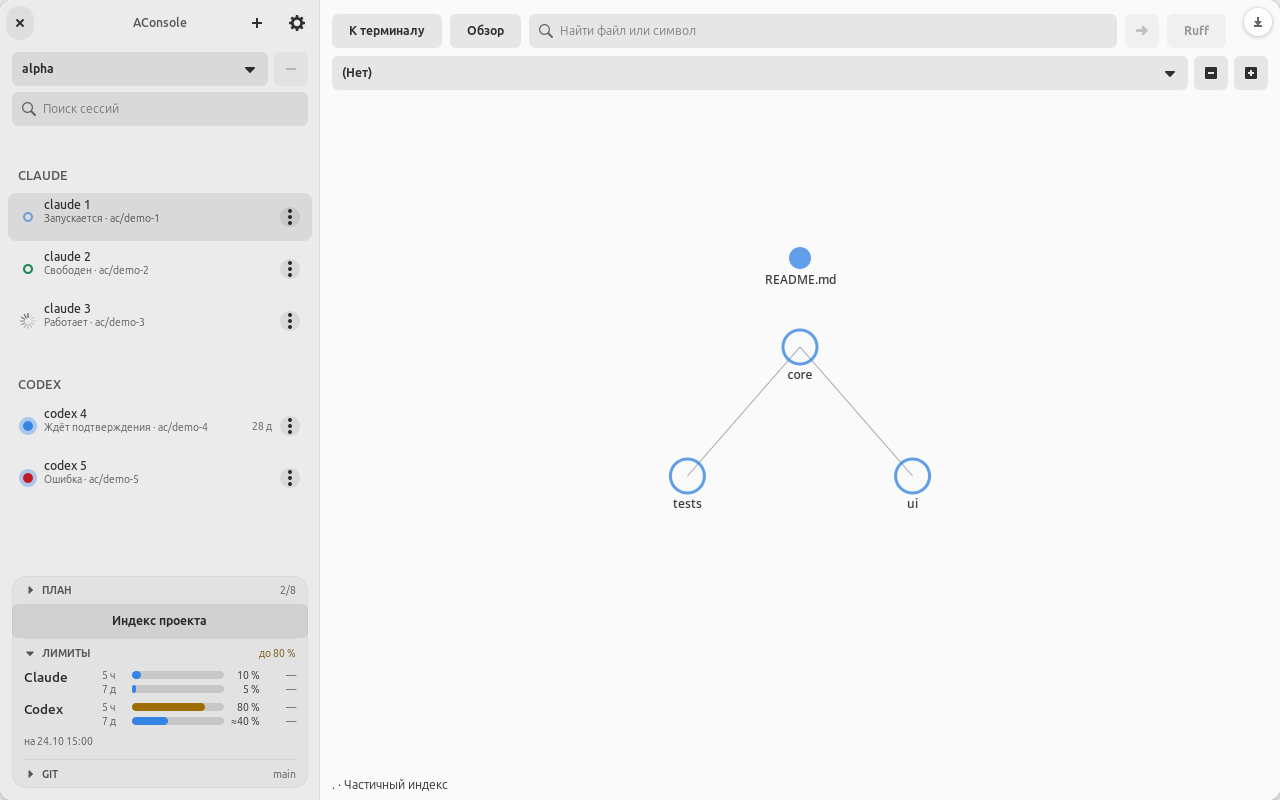 AConsole
alpha
Поиск сессий
CLAUDE
claude 1
Запускается · ac/demo-1
claude 2
Свободен · ac/demo-2
claude 3
Работает · ac/demo-3
CODEX
codex 4
Ждёт подтверждения · ac/demo-4
28 д
codex 5
Ошибка · ac/demo-5
ПЛАН 2/8
Индекс проекта
ЛИМИТЫ до 80 %
Claude 5 ч 10 % —
7 д 5 % —
Codex 5 ч 80 % —
7 д ≈40 % —
на 24.10 15:00
GIT main
К терминалу
Обзор
Найти файл или символ
Ruff
(Нет)
README.md
core
tests
ui
. · Частичный индекс